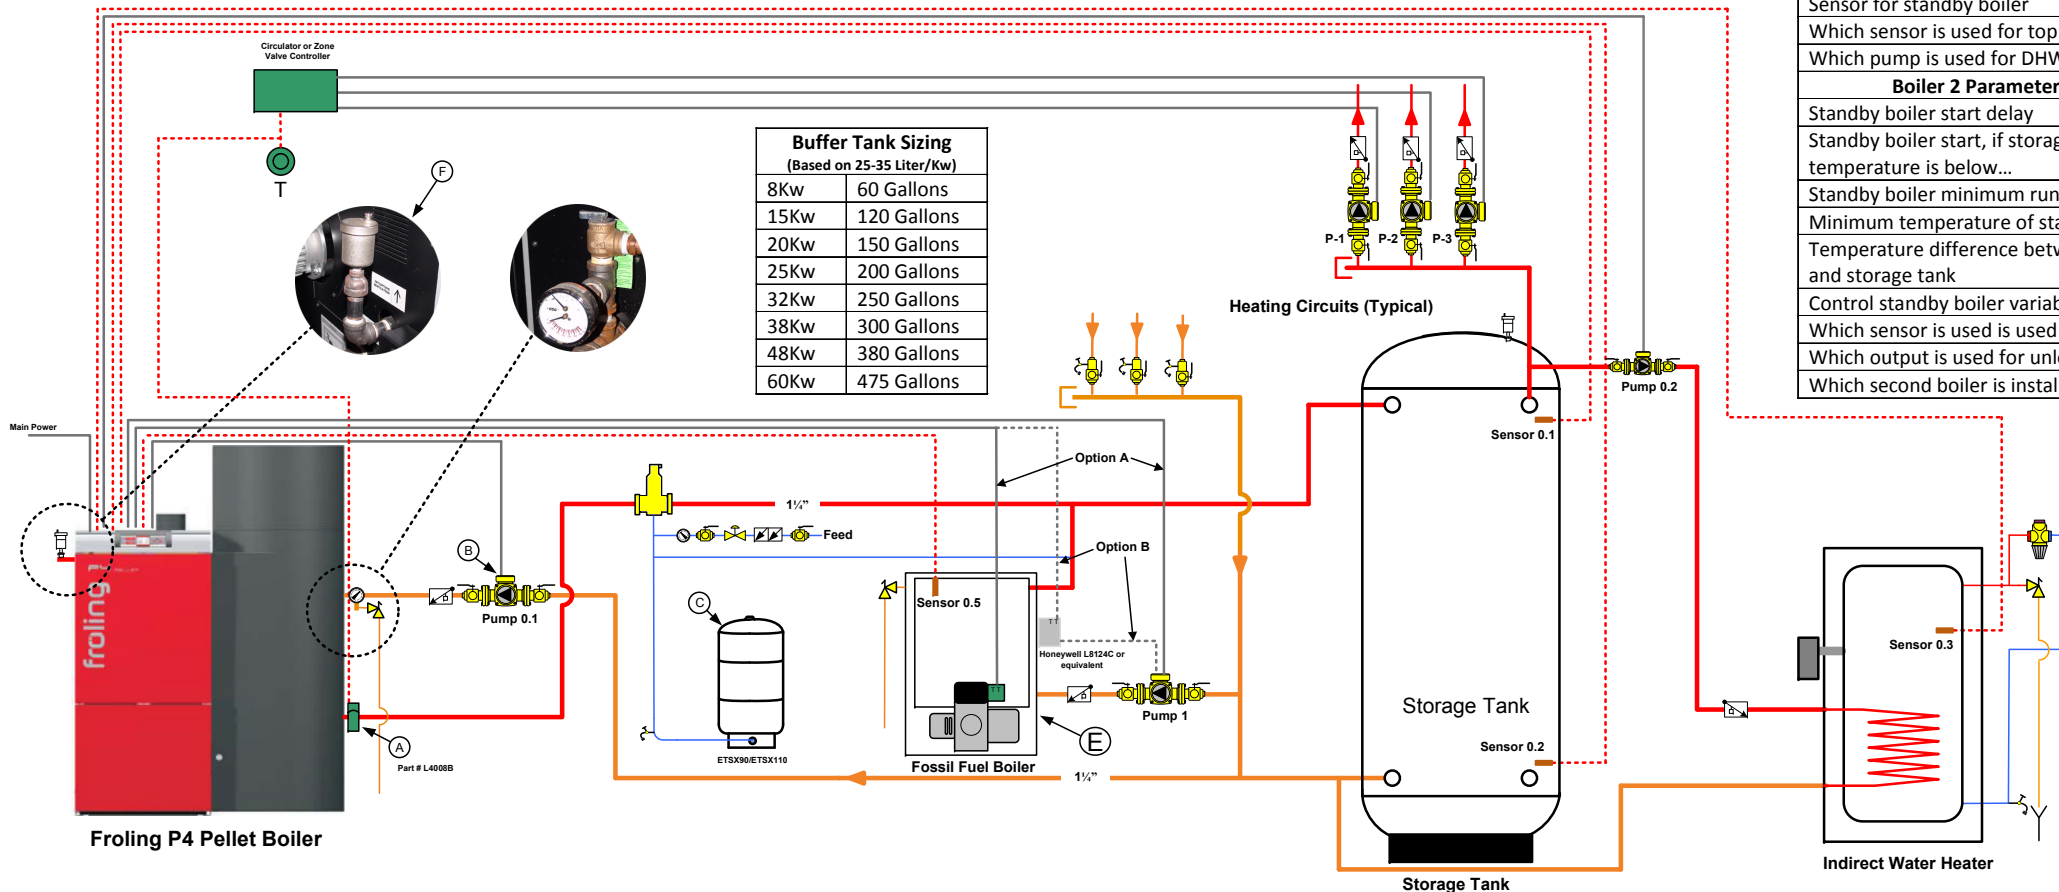 Sensor for standby boiler
Which sensor is used for top
Which pump is used for DHW
Boiler 2 Parameter
Standby boiler start delay
Standby boiler start, if storag
temperature is below...
Standby boiler minimum run
Minimum temperature of sta
Temperature difference betw
and storage tank
Control standby boiler variab
Which sensor is used is used
Which output is used for unlo
Which second boiler is instal
Circulator or Zone
Valve Controller
T
F
Buffer Tank Sizing
(Based on 25-35 Liter/Kw)
8Kw 60 Gallons
15Kw 120 Gallons
20Kw 150 Gallons
25Kw 200 Gallons
32Kw 250 Gallons
38Kw 300 Gallons
48Kw 380 Gallons
60Kw 475 Gallons
P-1 P-2 P-3
Heating Circuits (Typical)
Pump 0.2
Main Power
Sensor 0.1
Option A
1¼"
Feed
Option B
B
Pump 0.1
C
Sensor 0.5
T T
Honeywell L8124C or
equivalent
froling
Sensor 0.3
T T
Pump 1
Storage Tank
E
A
Part # L4008B
ETSX90/ETSX110
Fossil Fuel Boiler
1¼"
Sensor 0.2
Froling P4 Pellet Boiler
Indirect Water Heater
Storage Tank